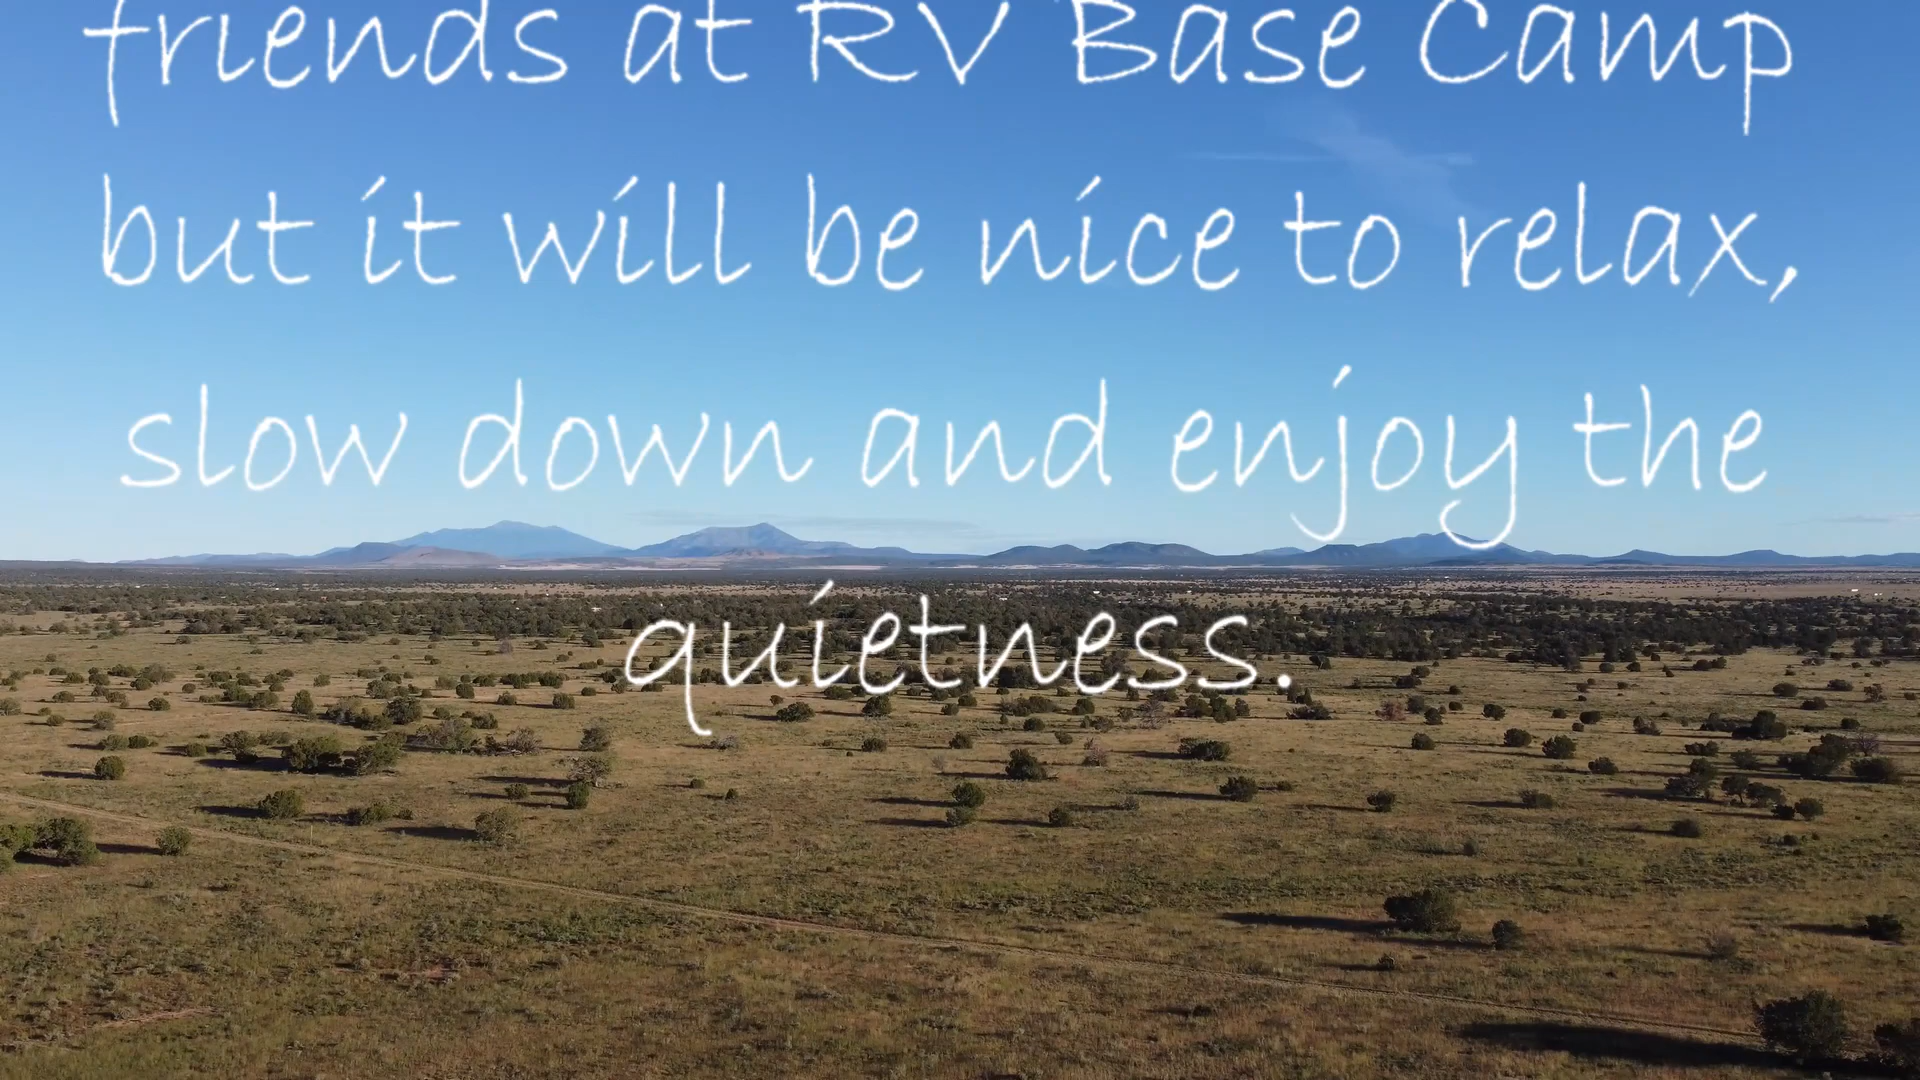 friends at RV Base Camp
but it will be nice to relax,
slow down and enjoy the
quietness.